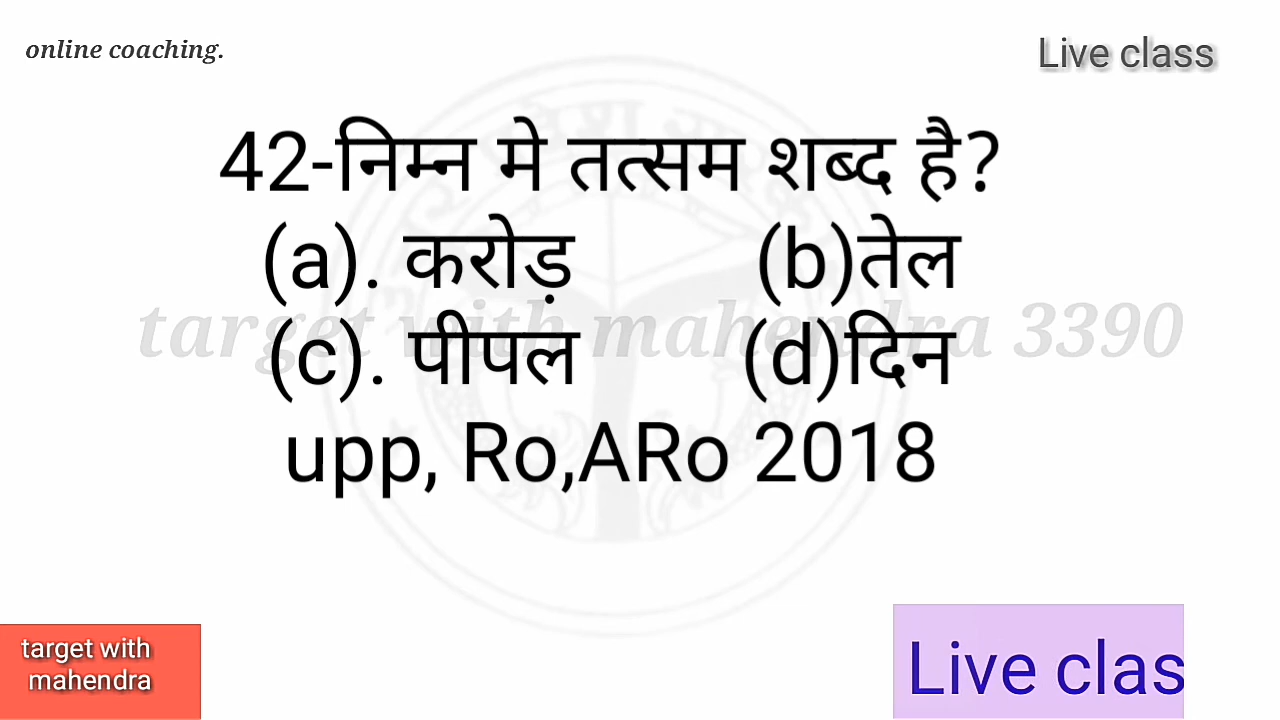 online coaching.
Live class
42-निम्न मे तत्सम शब्द है?
(a). करोड़ (b)तेल
target with mahendra 3390
(c). पीपल (d)दिन
upp, Ro,ARo 2018
target with
mahendra
Live clas